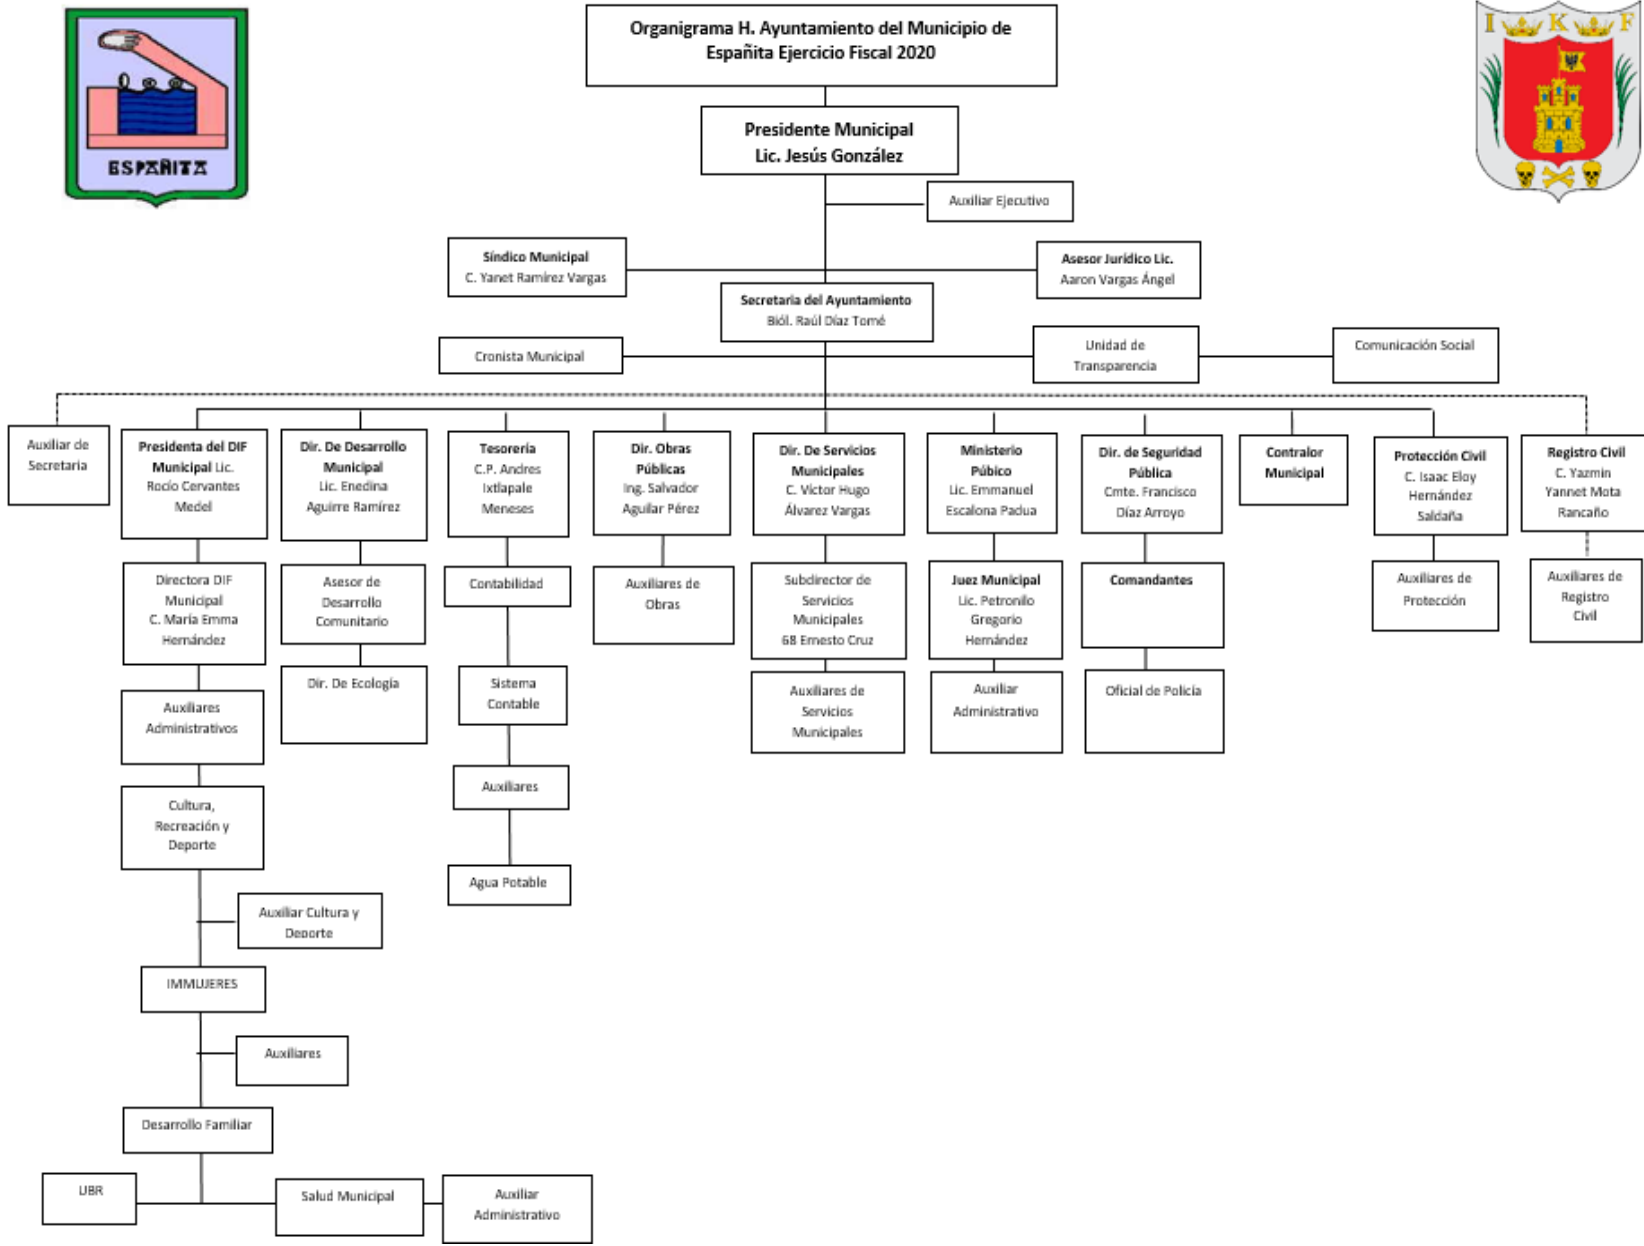 Organigrama H. Ayuntamiento del Municipio de
Españita Ejercicio Fiscal 2020
ESPAÑITA
I K F
Presidente Municipal
Lic. Jesús González
Auxiliar Ejecutivo
Síndico Municipal
C. Yanet Ramírez Vargas
Asesor Jurídico Lic.
Aaron Vargas Ángel
Secretaria del Ayuntamiento
Biól. Raúl Díaz Tomé
Cronista Municipal
Unidad de
Transparencia
Comunicación Social
Auxiliar de
Secretaria
Presidenta del DIF
Municipal Lic.
Rocío Cervantes
Medel
Dir. De Desarrollo
Municipal
Lic. Enedina
Aguirre Ramírez
Tesorería
C.P. Andres
Ixtlapale
Meneses
Dir. Obras
Públicas
Ing. Salvador
Aguilar Pérez
Dir. De Servicios
Municipales
C. Víctor Hugo
Álvarez Vargas
Ministerio
Púbico
Lic. Emmanuel
Escalona Padua
Dir. de Seguridad
Pública
Cmte. Francisco
Díaz Arroyo
Contralor
Municipal
Protección Civil
C. Isaac Eloy
Hernández
Saldaña
Registro Civil
C. Yazmin
Yannet Mota
Rancaño
Directora DIF
Municipal
C. María Emma
Hernández
Asesor de
Desarrollo
Comunitario
Contabilidad
Auxiliares de
Obras
Subdirector de
Servicios
Municipales
68 Ernesto Cruz
Juez Municipal
Lic. Petronilo
Gregorio
Hernández
Comandantes
Auxiliares de
Protección
Auxiliares de
Registro
Civil
Auxiliares
Administrativos
Dir. De Ecología
Sistema
Contable
Auxiliares de
Servicios
Municipales
Auxiliar
Administrativo
Oficial de Policía
Cultura,
Recreación y
Deporte
Auxiliares
Agua Potable
Auxiliar Cultura y
Deporte
IMMUJERES
Auxiliares
Desarrollo Familiar
UBR
Salud Municipal
Auxiliar
Administrativo